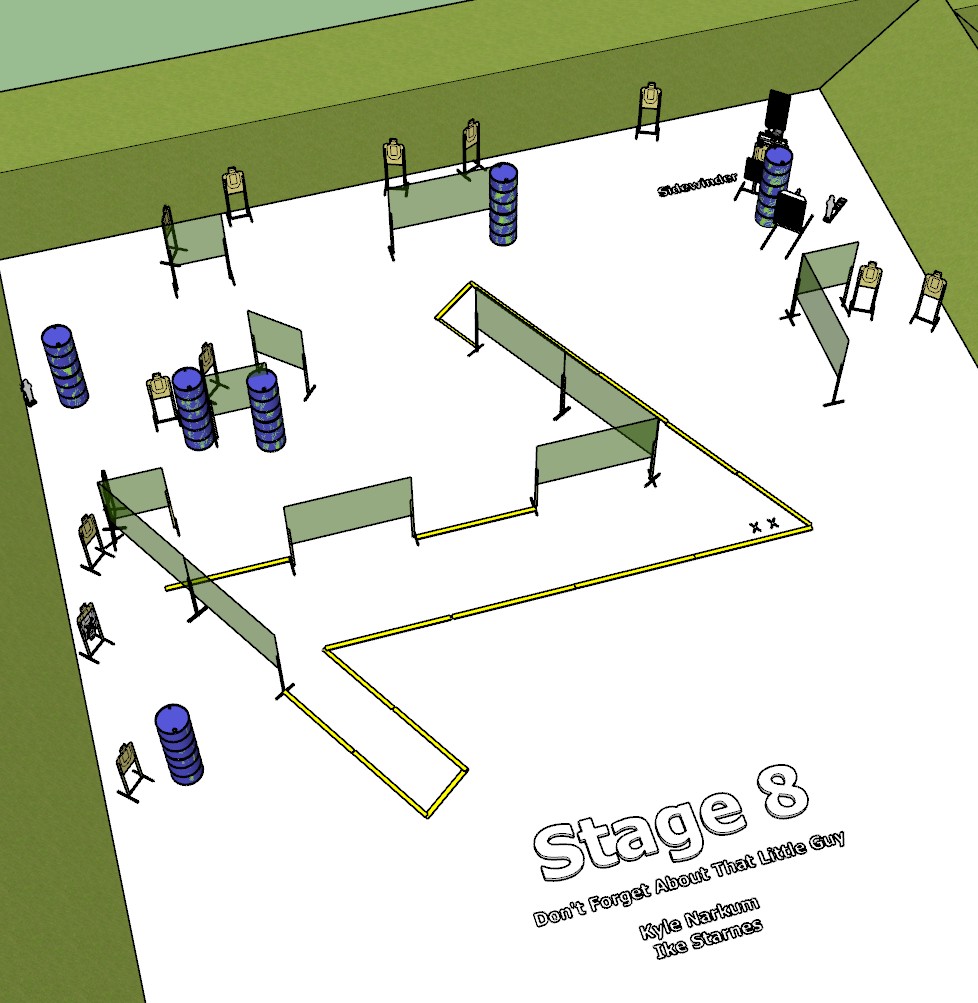 Sidewinder
Stage 8
Don't Forget About That Little Guy
Kyle Narkum
Ike Starnes